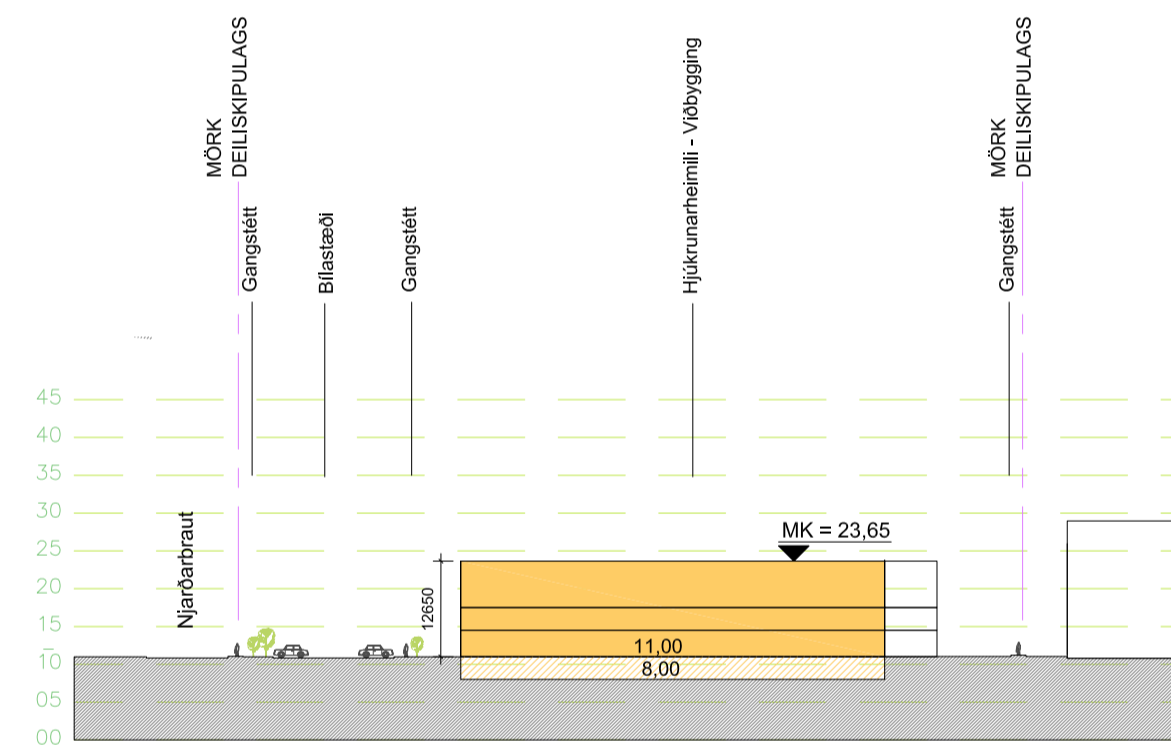 MÖRK
DEILISKIPULAGS
Gangstétt
Bílastæði
Gangstétt
Hjúkrunarheimili - Viðbygging
MÖRK
DEILISKIPULAGS
Gangstétt
45
40
35
30
25
20
15
10
05
00
Njarðarbraut
12650
MK = 23,65
11,00
8,00